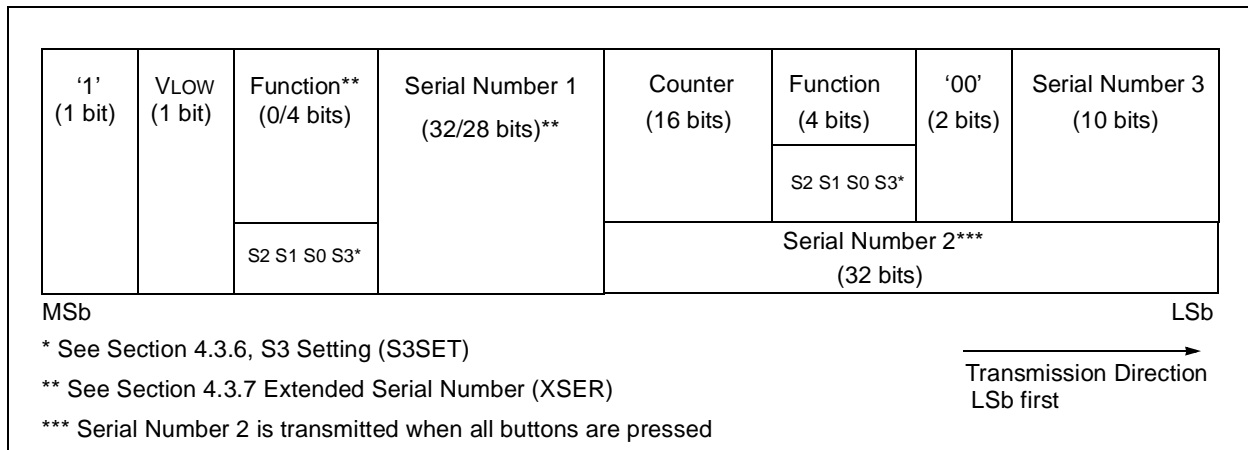 ‘1’
(1 bit)
VLOW
(1 bit)
Function**
(0/4 bits)
S2 S1 S0 S3*
Serial Number 1
(32/28 bits)**
Counter
(16 bits)
Function
(4 bits)
S2 S1 S0 S3*
‘00’
(2 bits)
Serial Number 3
(10 bits)
Serial Number 2***
(32 bits)
MSb
LSb
* See Section 4.3.6, S3 Setting (S3SET)
** See Section 4.3.7 Extended Serial Number (XSER)
*** Serial Number 2 is transmitted when all buttons are pressed
Transmission Direction
LSb first